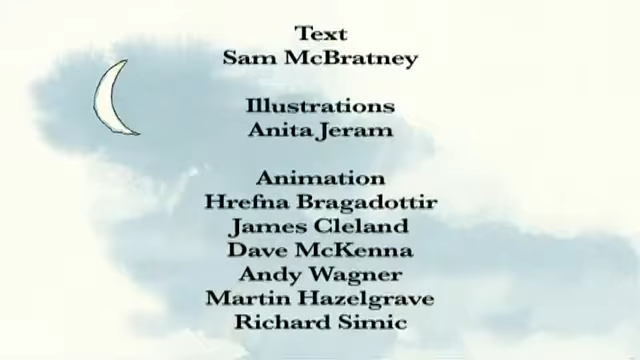 Text
Sam McBratney
Illustrations
Anita Jeram
Animation
Hrefna Bragadottir
James Cleland
Dave McKenna
Andy Wagner
Martin Hazelgrave
Richard Simic